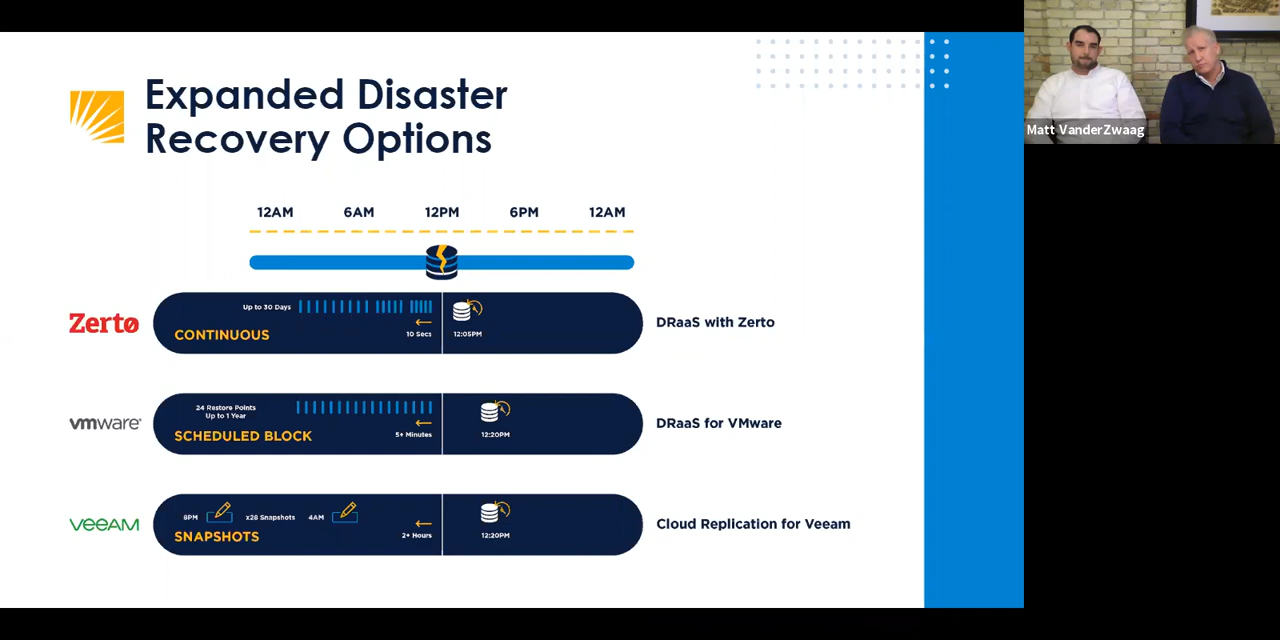 Expanded Disaster
Recovery Options
Matt VanderZwaag
12AM 6AM 12PM 6PM 12AM
Zerto
Up to 30 Days
CONTINUOUS
10 Secs
12:05PM
DRaaS with Zerto
vmware
24 Restore Points
Up to 1 Year
SCHEDULED BLOCK
5+ Minutes
12:20PM
DRaaS for VMware
veeAM
8PM x28 Snapshots 4AM
SNAPSHOTS
2+ Hours
12:20PM
Cloud Replication for Veeam